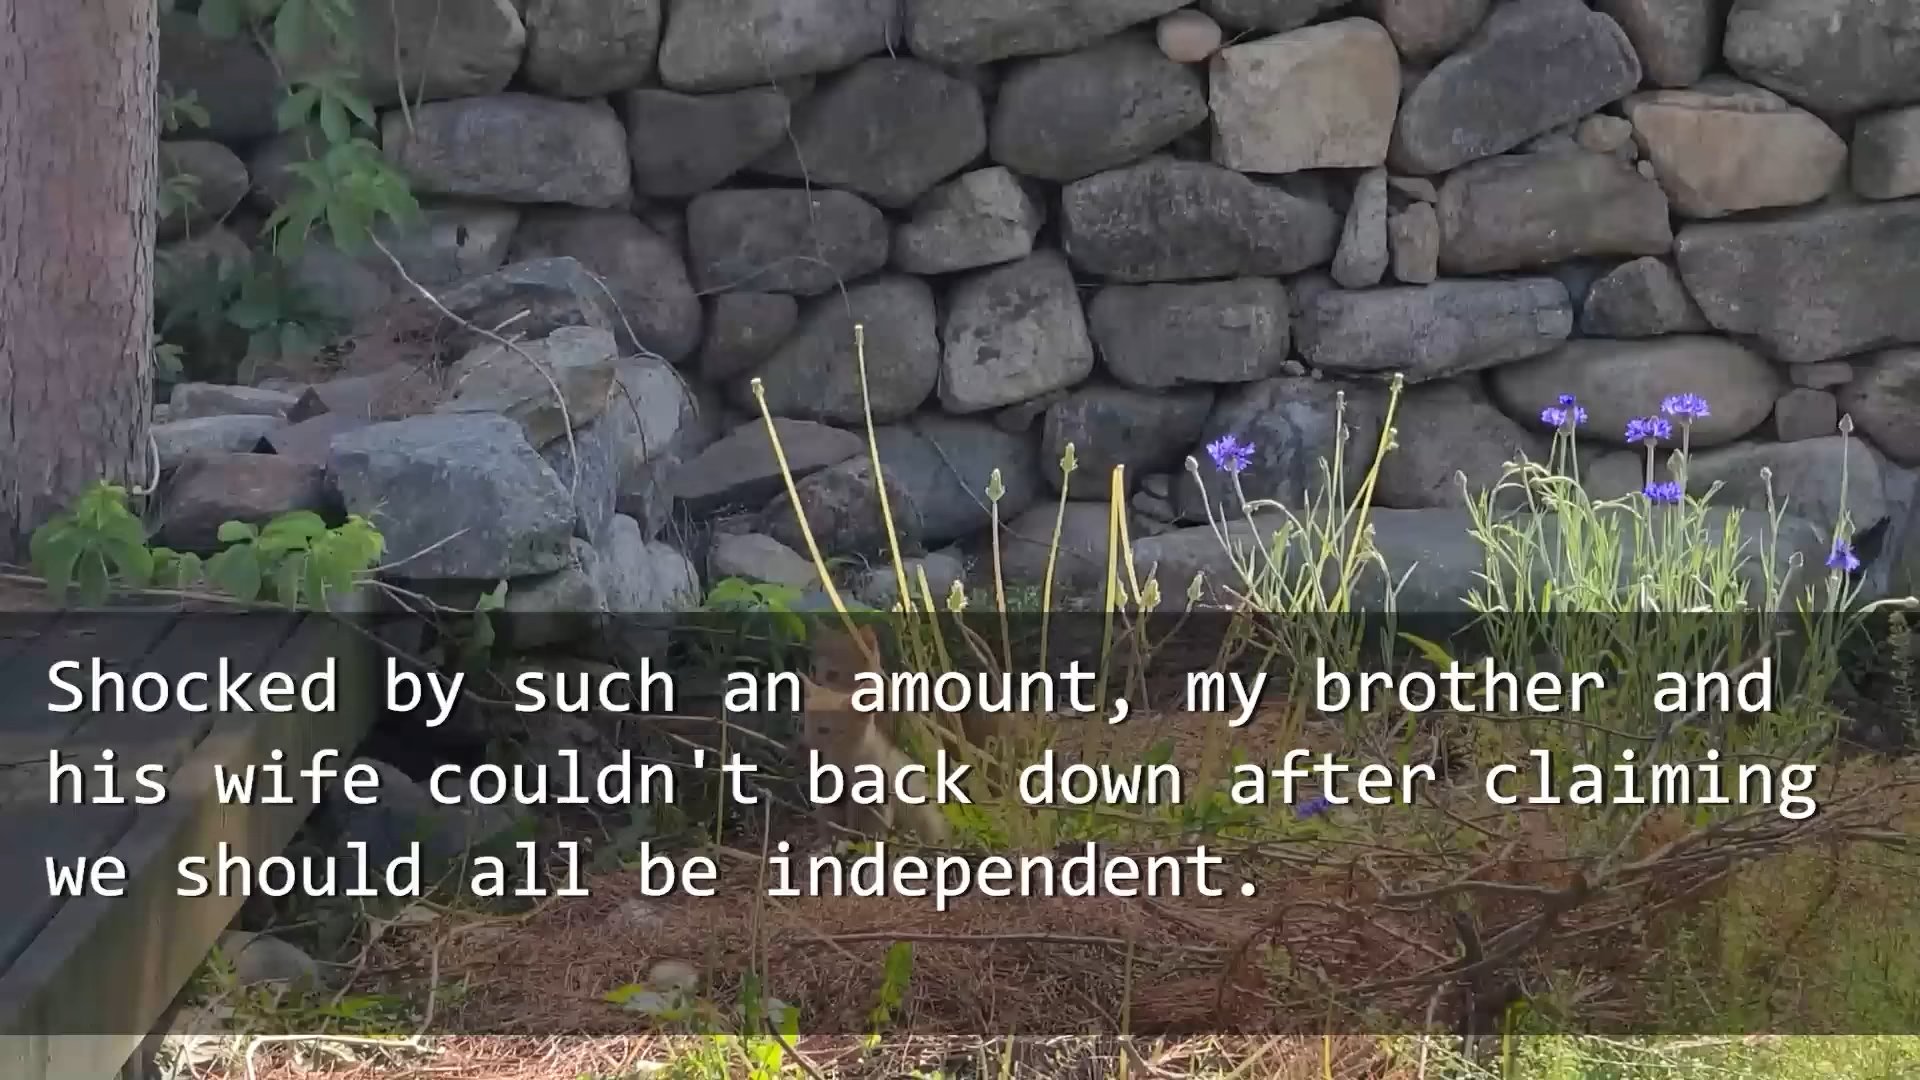 Shocked by such an amount, my brother and
his wife couldn't back down after claiming
we should all be independent.